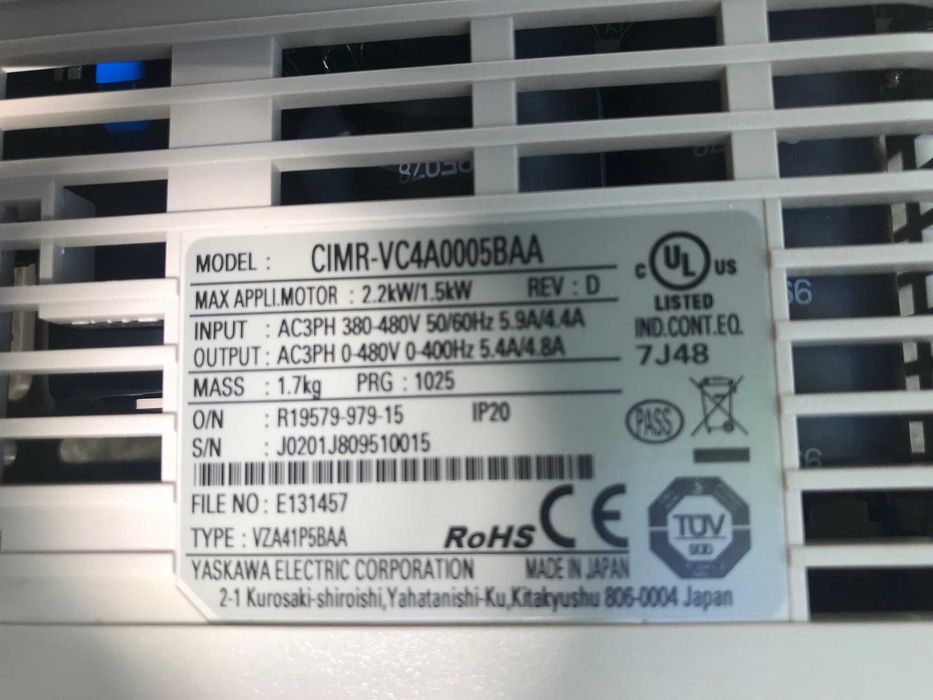 MODEL : CIMR-VC4A0005BAA
MAX APPLI.MOTOR : 2.2kW/1.5kW REV : D
INPUT : AC3PH 380-480V 50/60Hz 5.9A/4.4A
OUTPUT : AC3PH 0-480V 0-400Hz 5.4A/4.8A
MASS : 1.7kg PRG : 1025
O/N : R19579-979-15 IP20
S/N : J0201J809510015
FILE NO : E131457
TYPE : VZA41P5BAA
YASKAWA ELECTRIC CORPORATION MADE IN JAPAN
2-1 Kurosaki-shiroishi,Yahatanishi-Ku,Kitakyushu 806-0004 Japan
C UL US
LISTED
IND.CONT.EQ.
7J48
PASS
RoHS CE
TÜV
SÜD